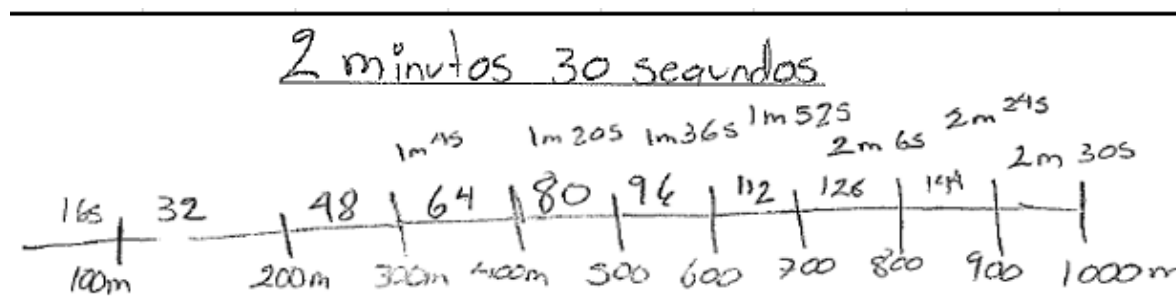 2 minutos 30 segundos
1m 4s 1m 20s 1m 36s 1m 52s 2m 6s 2m 24s 2m 30s
16s 32 48 64 80 96 112 126 144
100m 200m 300m 400m 500 600 700 800 900 1000m